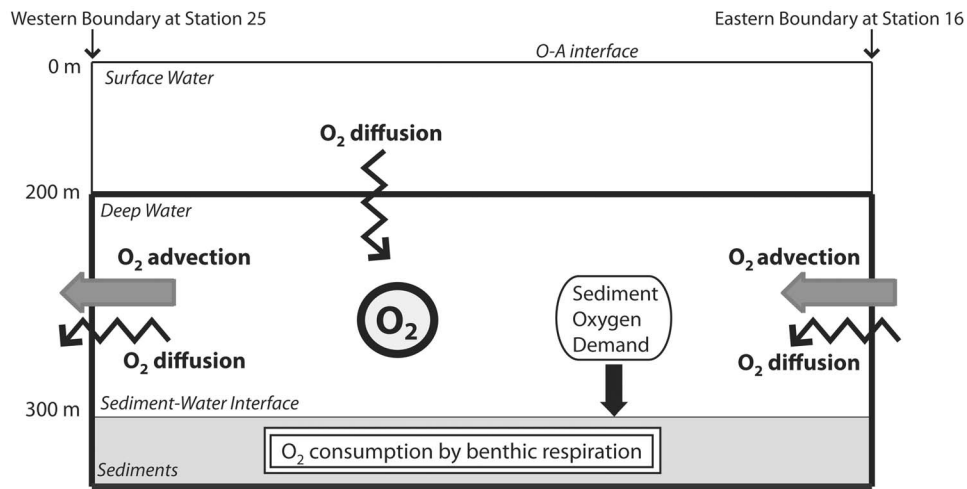 Western Boundary at Station 25
Eastern Boundary at Station 16
O-A interface
0 m
Surface Water
O₂ diffusion
200 m
Deep Water
O₂ advection
O₂ advection
Sediment
Oxygen
Demand
O₂
O₂ diffusion
O₂ diffusion
300 m
Sediment-Water Interface
O₂ consumption by benthic respiration
Sediments